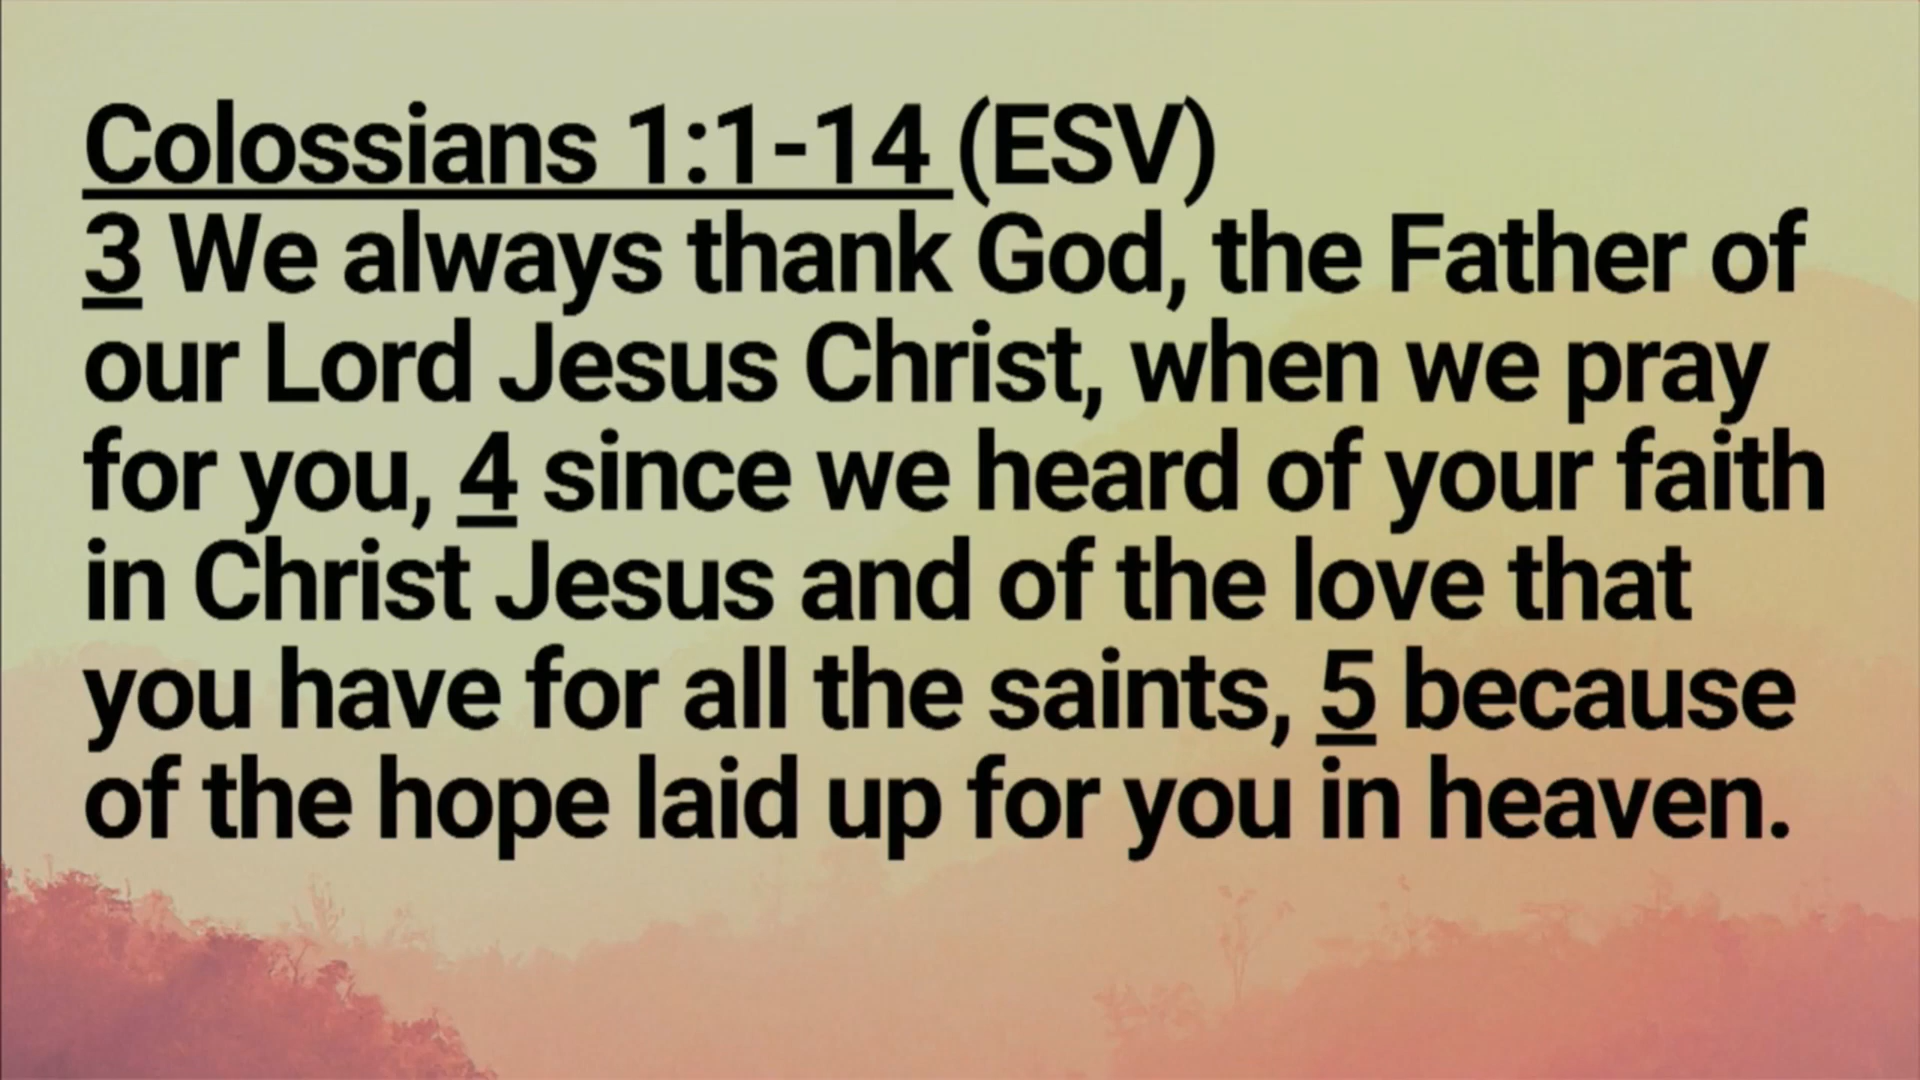 Colossians 1:1-14 (ESV)
3 We always thank God, the Father of
our Lord Jesus Christ, when we pray
for you, 4 since we heard of your faith
in Christ Jesus and of the love that
you have for all the saints, 5 because
of the hope laid up for you in heaven.